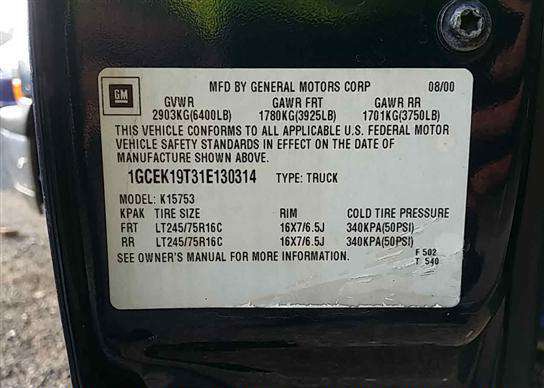 GM
MFD BY GENERAL MOTORS CORP 08/00
GVWR GAWR FRT GAWR RR
2903KG(6400LB) 1780KG(3925LB) 1701KG(3750LB)
THIS VEHICLE CONFORMS TO ALL APPLICABLE U.S. FEDERAL MOTOR
VEHICLE SAFETY STANDARDS IN EFFECT ON THE DATE OF
MANUFACTURE SHOWN ABOVE.
1GCEK19T31E130314 TYPE: TRUCK
MODEL: K15753
KPAK TIRE SIZE RIM COLD TIRE PRESSURE
FRT LT245/75R16C 16X7/6.5J 340KPA(50PSI)
RR LT245/75R16C 16X7/6.5J 340KPA(50PSI)
SEE OWNER'S MANUAL FOR MORE INFORMATION. F 502
T 540